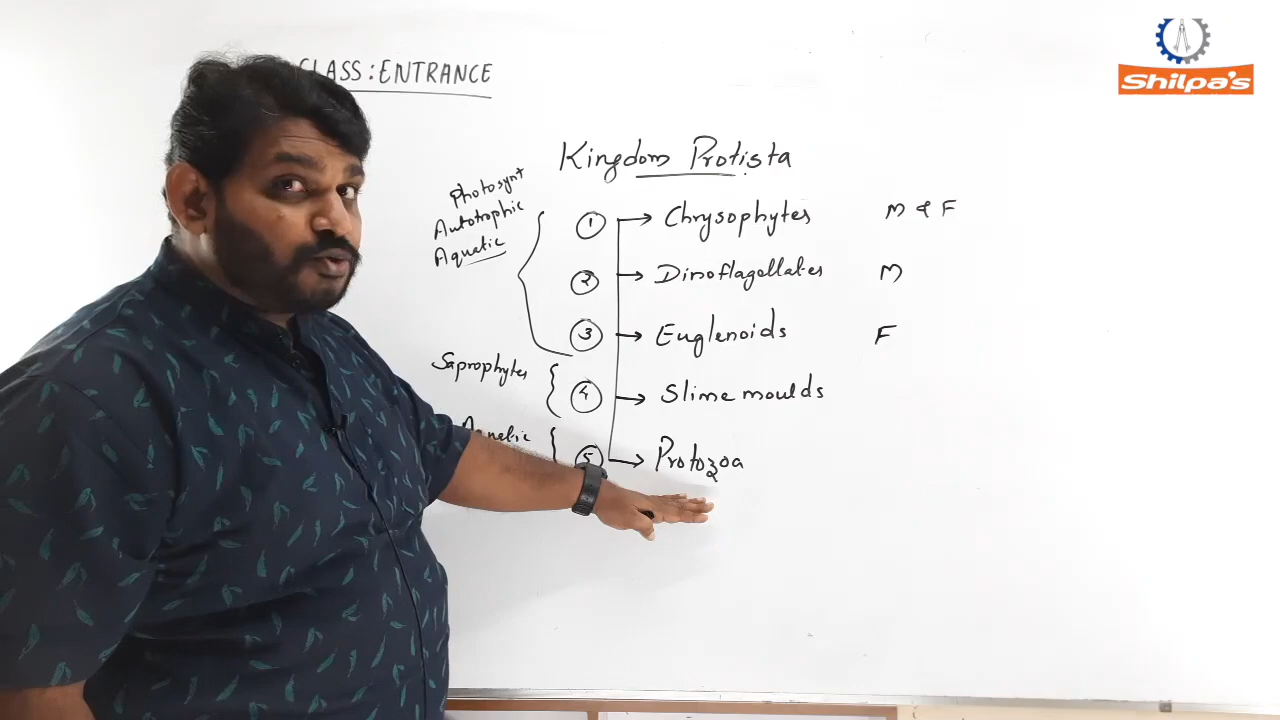 CLASS : ENTRANCE
Shilpa's
Kingdom Protista
Photosynt
Autotrophic
Aquatic
1 Chrysophytes M & F
2 Dinoflagellates M
3 Euglenoids F
Saprophytes
4 Slime moulds
Aquatic
5 Protozoa